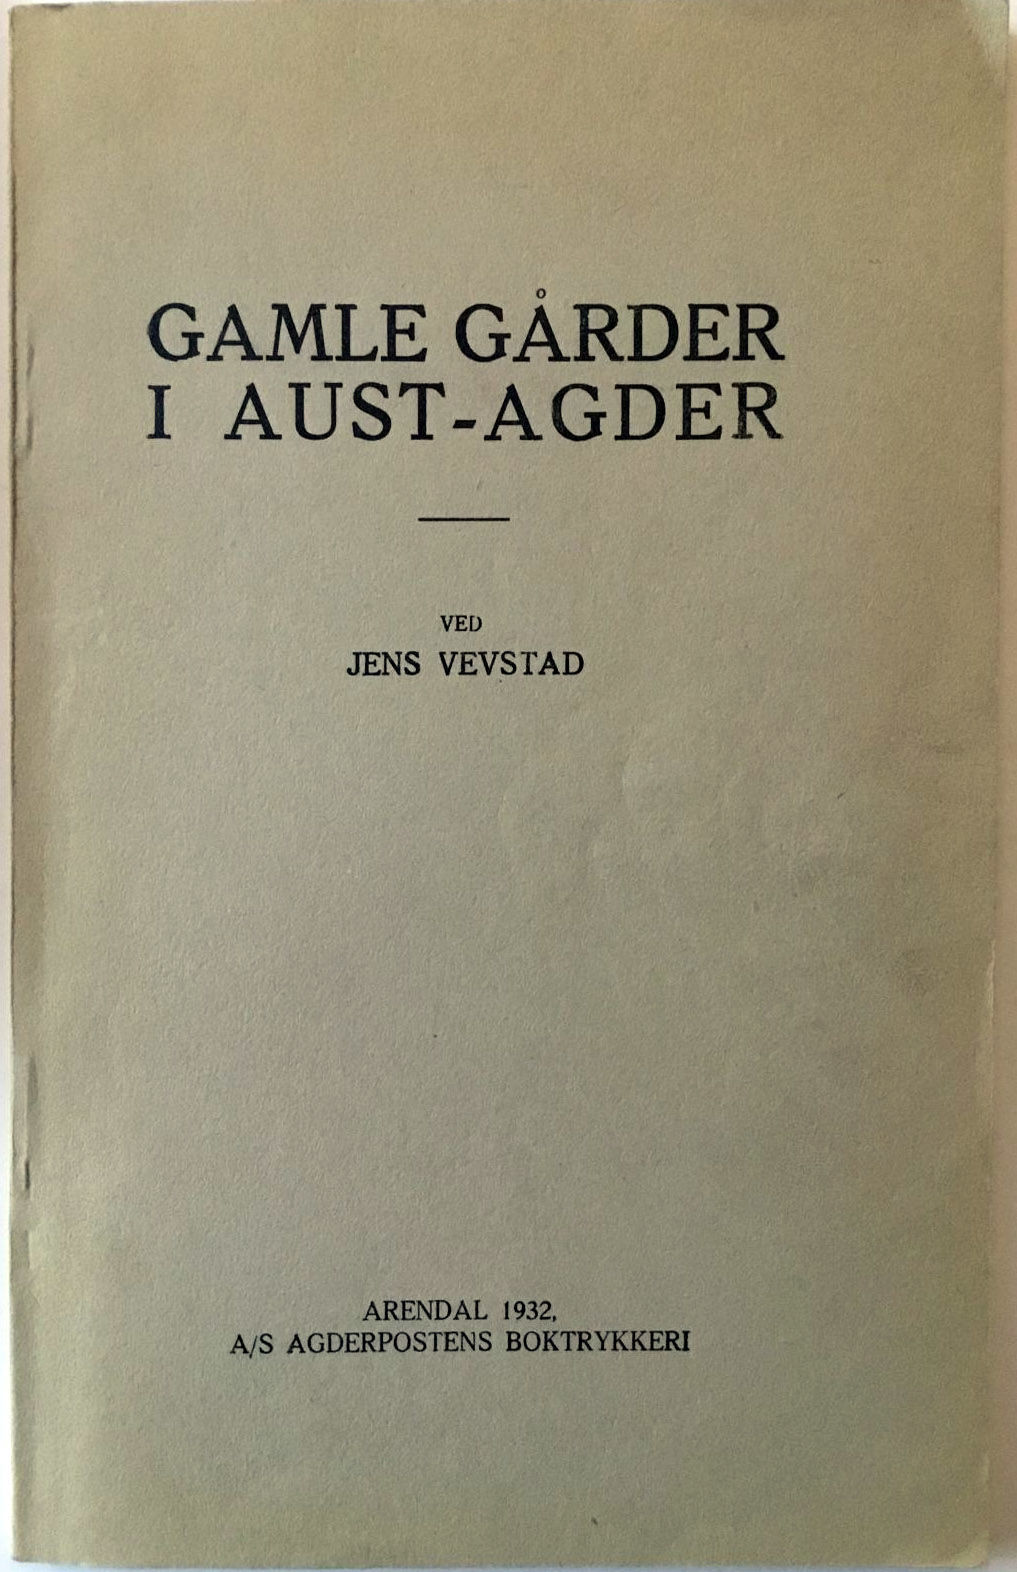 GAMLE GÅRDER
I AUST-AGDER
VED
JENS VEVSTAD
ARENDAL 1932.
A/S AGDERPOSTENS BOKTRYKKERI